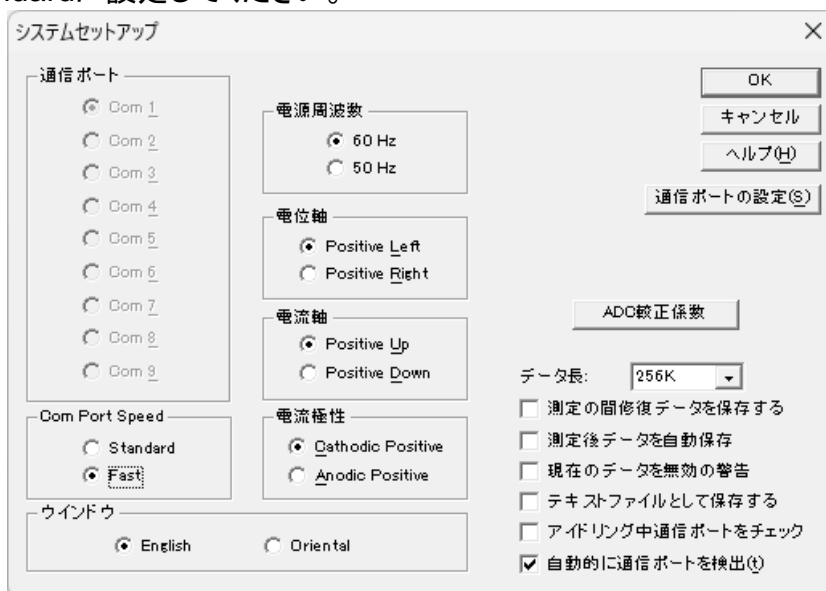 設定してください。
システムセットアップ
通信ポート
Com 1
Com 2
Com 3
Com 4
Com 5
Com 6
Com 7
Com 8
Com 9
Com Port Speed
Standard
Fast
ウインドウ
English
Oriental
電源周波数
60 Hz
50 Hz
電位軸
Positive Left
Positive Right
電流軸
Positive Up
Positive Down
電流極性
Cathodic Positive
Anodic Positive
OK
キャンセル
ヘルプ(H)
通信ポートの設定(S)
ADC較正係数
データ長: 256K
測定の間修復データを保存する
測定後データを自動保存
現在のデータを無効の警告
テキストファイルとして保存する
アイドリング中通信ポートをチェック
自動的に通信ポートを検出(t)